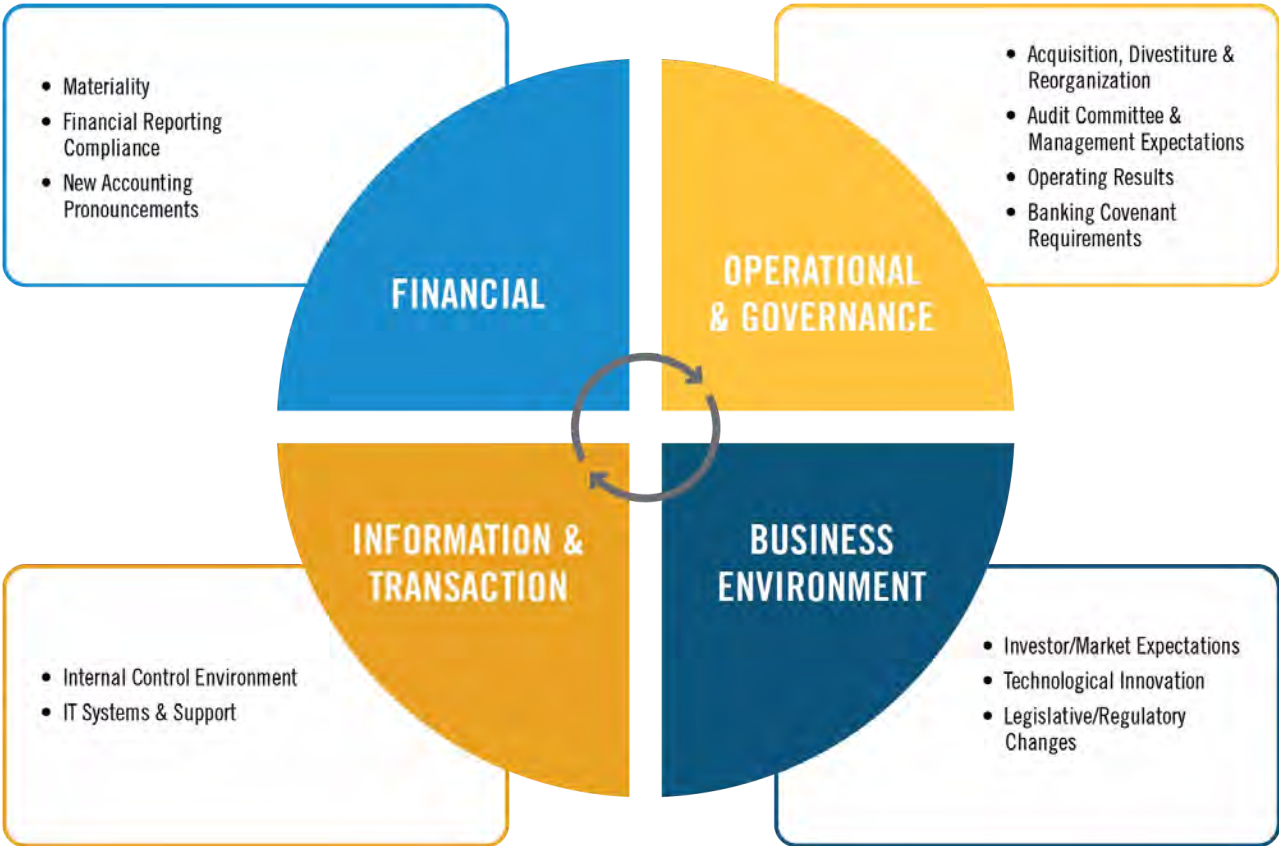 • Materiality
• Financial Reporting
Compliance
• New Accounting
Pronouncements
• Acquisition, Divestiture &
Reorganization
• Audit Committee &
Management Expectations
• Operating Results
• Banking Covenant
Requirements
FINANCIAL
OPERATIONAL
& GOVERNANCE
INFORMATION &
TRANSACTION
BUSINESS
ENVIRONMENT
• Internal Control Environment
• IT Systems & Support
• Investor/Market Expectations
• Technological Innovation
• Legislative/Regulatory
Changes